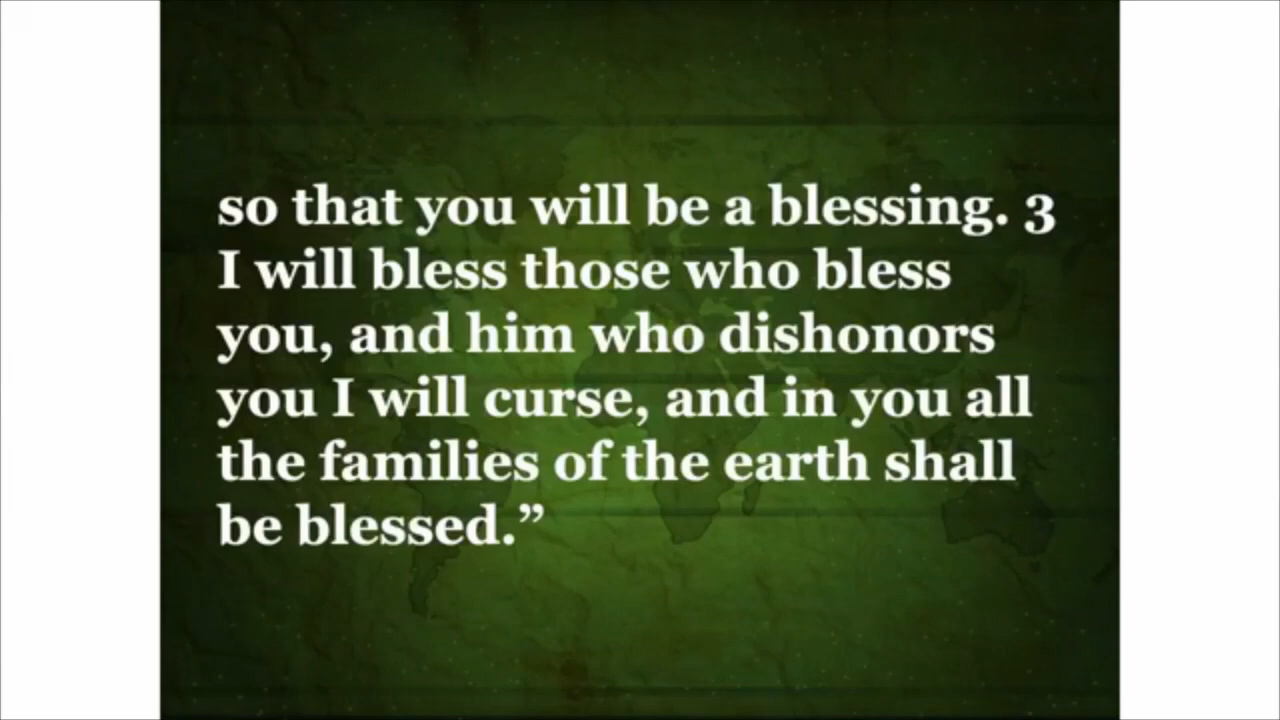 so that you will be a blessing. 3
I will bless those who bless
you, and him who dishonors
you I will curse, and in you all
the families of the earth shall
be blessed.”